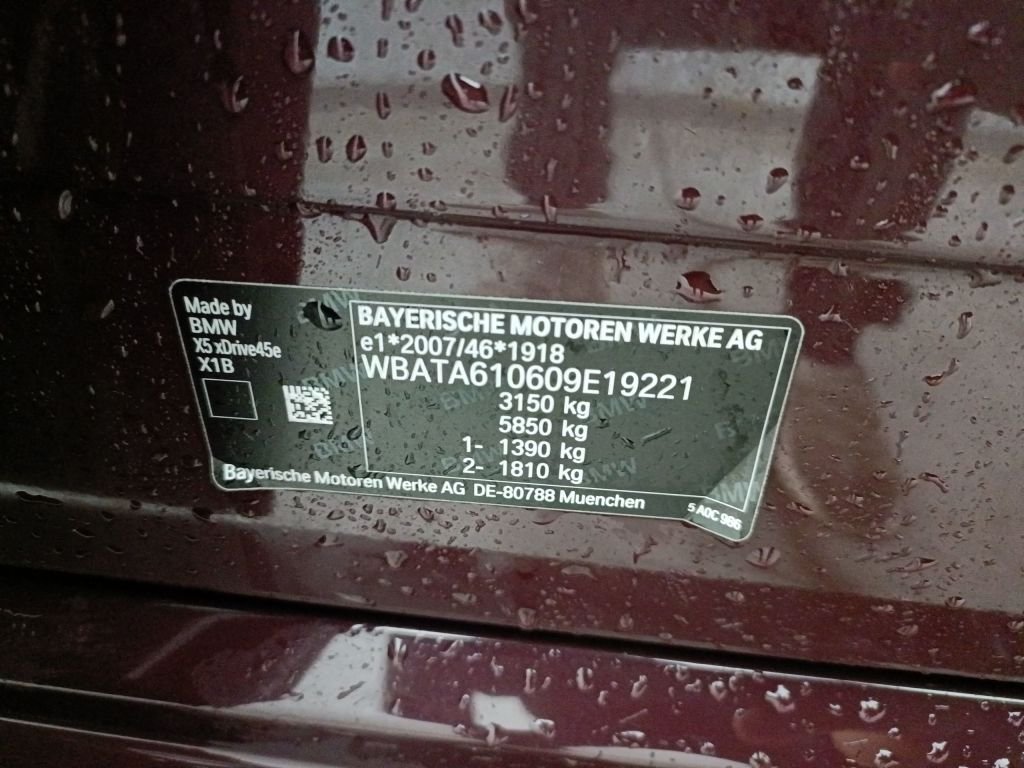 Made by
BMW
X5 xDrive45e
X1B
BAYERISCHE MOTOREN WERKE AG
e1*2007/46*1918
WBATA610609E19221
3150 kg
5850 kg
1- 1390 kg
2- 1810 kg
Bayerische Motoren Werke AG DE-80788 Muenchen
5 A0C 986